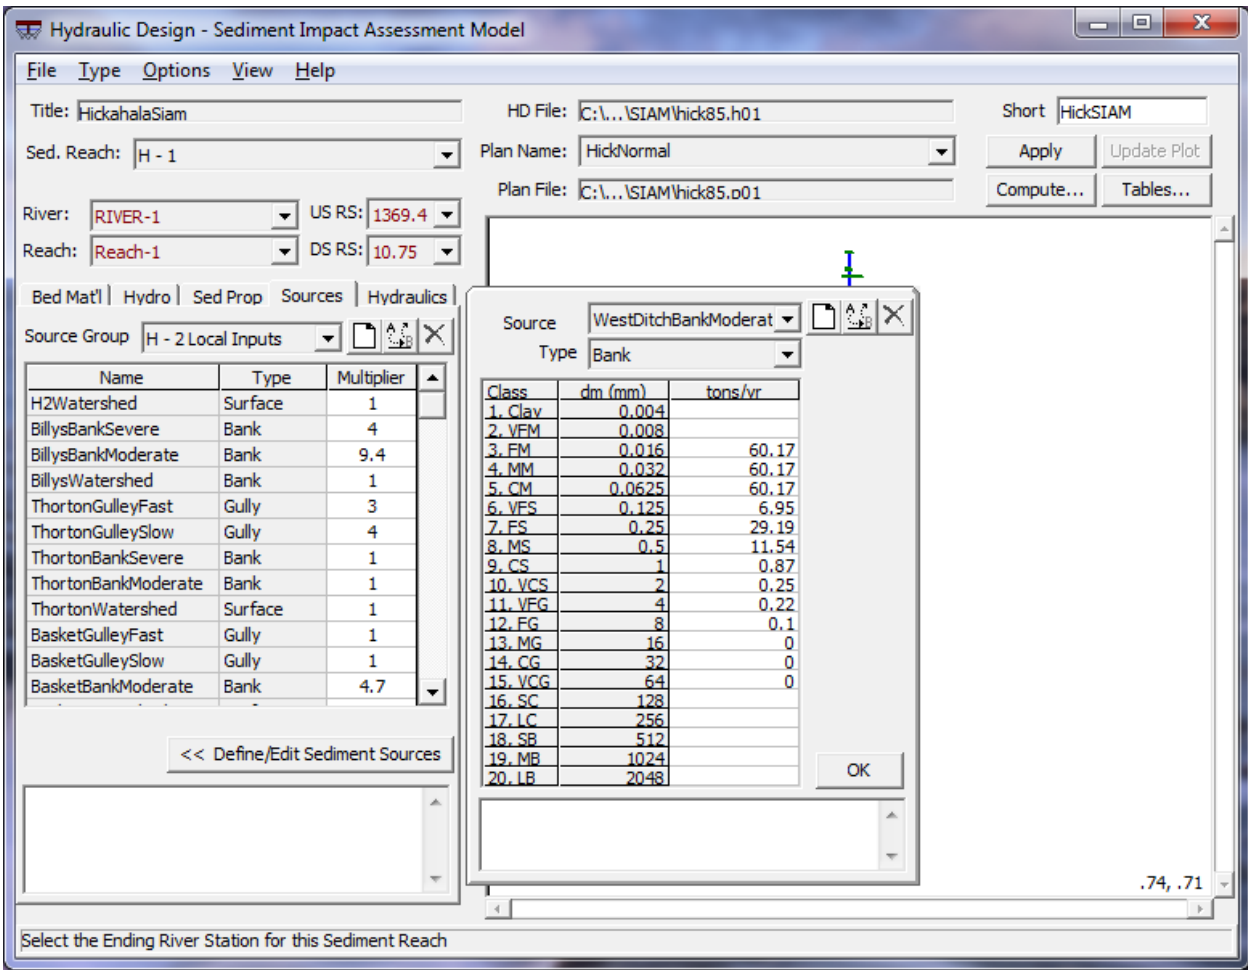 Hydraulic Design - Sediment Impact Assessment Model
File Type Options View Help
Title: HickahalaSiam HD File: C:\...\SIAM\hick85.h01 Short HickSIAM
Sed. Reach: H - 1 Plan Name: HickNormal Apply Update Plot
Plan File: C:\...\SIAM\hick85.p01 Compute... Tables...
River: RIVER-1 US RS: 1369.4
Reach: Reach-1 DS RS: 10.75
Bed Mat'l Hydro Sed Prop Sources Hydraulics
Source Group H - 2 Local Inputs
Name Type Multiplier
H2Watershed Surface 1
BillysBankSevere Bank 4
BillysBankModerate Bank 9.4
BillysWatershed Bank 1
ThortonGulleyFast Gully 3
ThortonGulleySlow Gully 4
ThortonBankSevere Bank 1
ThortonBankModerate Bank 1
ThortonWatershed Surface 1
BasketGulleyFast Gully 1
BasketGulleySlow Gully 1
BasketBankModerate Bank 4.7
<< Define/Edit Sediment Sources
Source WestDitchBankModerat
Type Bank
Class dm (mm) tons/yr
1. Clay 0.004
2. VFM 0.008
3. FM 0.016 60.17
4. MM 0.032 60.17
5. CM 0.0625 60.17
6. VFS 0.125 6.95
7. FS 0.25 29.19
8. MS 0.5 11.54
9. CS 1 0.87
10. VCS 2 0.25
11. VFG 4 0.22
12. FG 8 0.1
13. MG 16 0
14. CG 32 0
15. VCG 64 0
16. SC 128
17. LC 256
18. SB 512
19. MB 1024
20. LB 2048
OK
.74, .71
Select the Ending River Station for this Sediment Reach